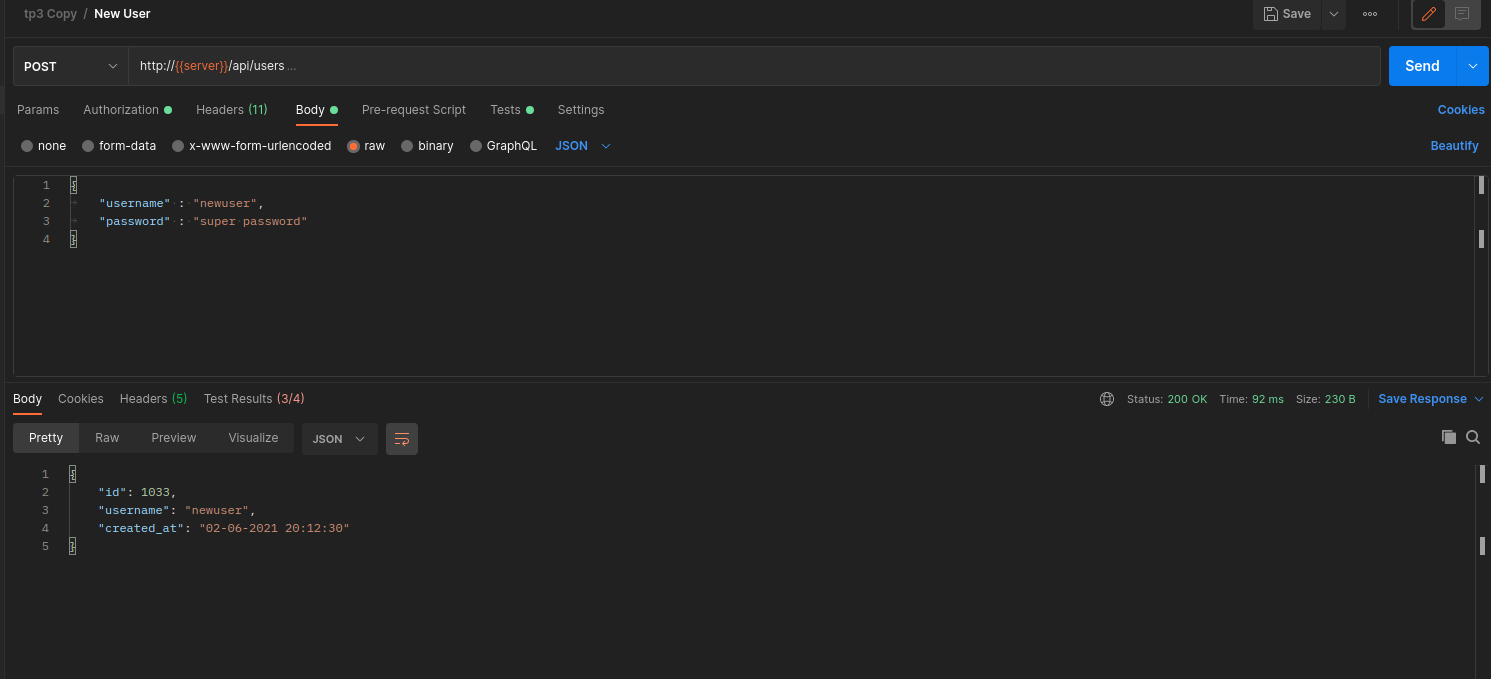 tp3 Copy / New User Save
POST http://{{server}}/api/users ... Send
Params Authorization Headers (11) Body Pre-request Script Tests Settings Cookies
none form-data x-www-form-urlencoded raw binary GraphQL JSON Beautify
1 {
2 "username" : "newuser",
3 "password" : "super password"
4 }
Body Cookies Headers (5) Test Results (3/4) Status: 200 OK Time: 92 ms Size: 230 B Save Response
Pretty Raw Preview Visualize JSON
1 {
2 "id": 1033,
3 "username": "newuser",
4 "created_at": "02-06-2021 20:12:30"
5 }